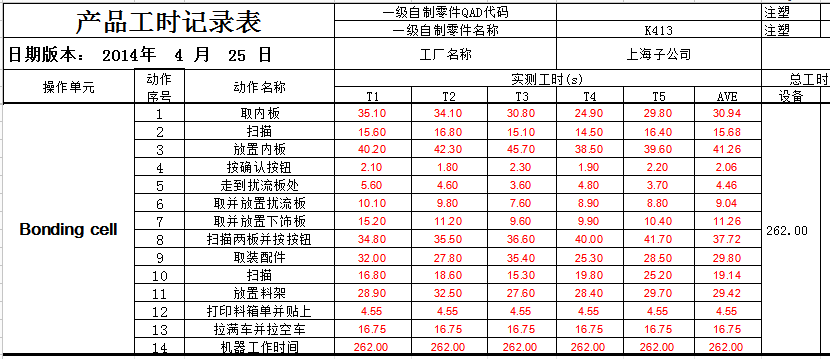 产品工时记录表 一级自制零件QAD代码 注塑
一级自制零件名称 K413 注塑
日期版本： 2014年 4 月 25 日 工厂名称 上海子公司
操作单元 动作序号 动作名称 实测工时(s) 总工时
T1 T2 T3 T4 T5 AVE 设备
1 取内板 35.10 34.10 30.80 24.90 29.80 30.94
2 扫描 15.60 16.80 15.10 14.50 16.40 15.68
3 放置内板 40.20 42.30 45.70 38.50 39.60 41.26
4 按确认按钮 2.10 1.80 2.30 1.90 2.20 2.06
5 走到扰流板处 5.60 4.60 3.60 4.80 3.70 4.46
6 取并放置扰流板 10.10 9.80 7.60 8.90 8.80 9.04
7 取并放置下饰板 15.20 11.20 9.60 9.90 10.40 11.26
Bonding cell 8 扫描两板并按按钮 34.80 35.50 36.60 40.00 41.70 37.72 262.00
9 取装配件 32.00 27.80 35.40 25.30 28.50 29.80
10 扫描 16.80 18.60 15.30 19.80 25.20 19.14
11 放置料架 28.90 32.50 27.60 28.40 29.70 29.42
12 打印料箱单并贴上 4.55 4.55 4.55 4.55 4.55 4.55
13 拉满车并拉空车 16.75 16.75 16.75 16.75 16.75 16.75
14 机器工作时间 262.00 262.00 262.00 262.00 262.00 262.00